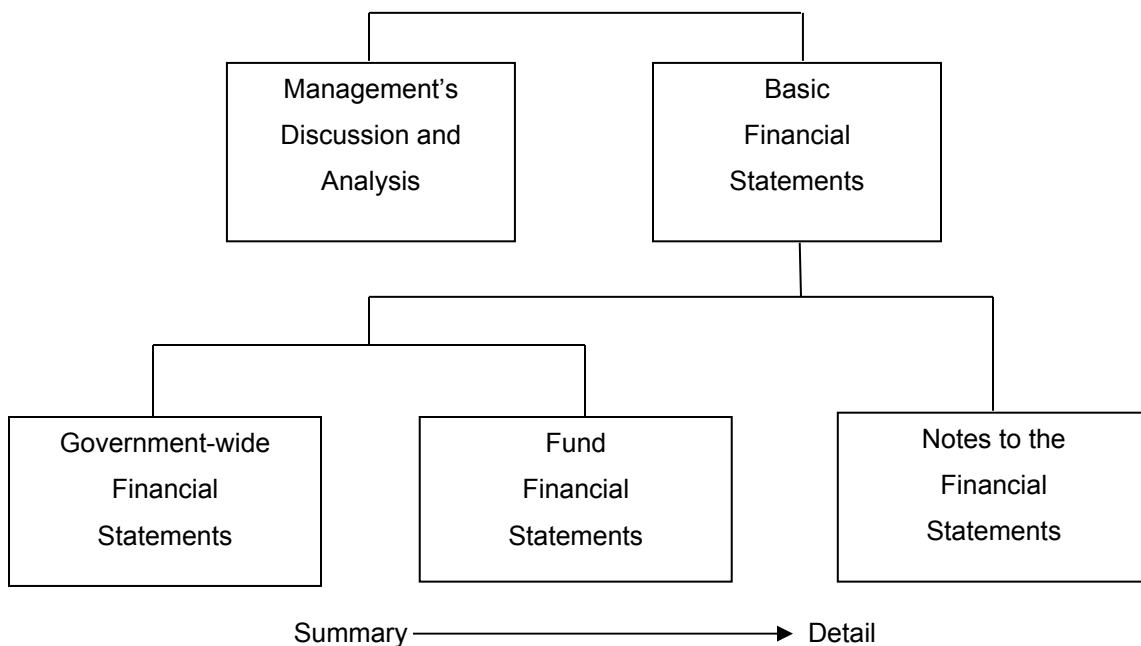 Management’s
Discussion and
Analysis
Basic
Financial
Statements
Government-wide
Financial
Statements
Fund
Financial
Statements
Notes to the
Financial
Statements
Summary
Detail